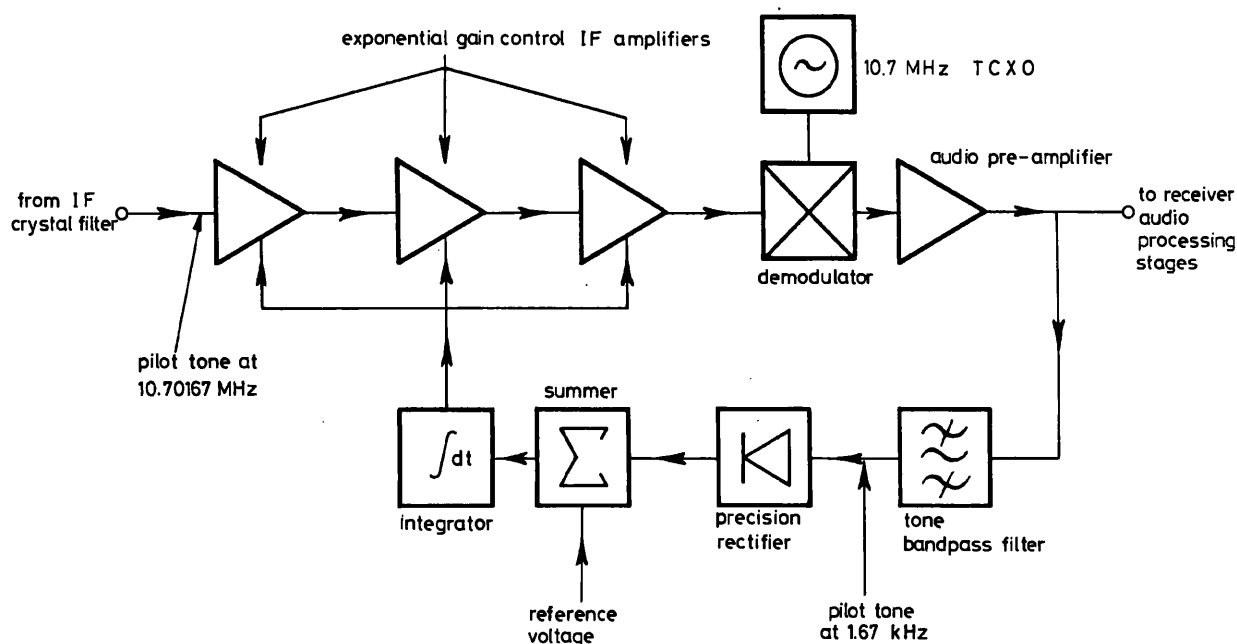 exponential gain control IF amplifiers
10.7 MHz TCXO
audio pre-amplifier
from IF
crystal filter
to receiver
audio
processing
stages
demodulator
pilot tone at
10.70167 MHz
summer
∫dt
Σ
integrator
precision
rectifier
tone
bandpass filter
reference
voltage
pilot tone
at 1.67 kHz